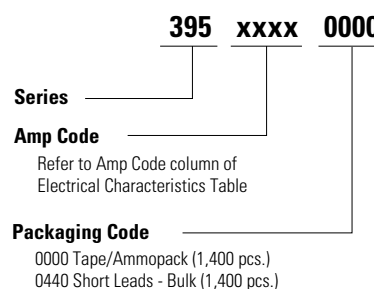 395 xxxx 0000
Series
Amp Code
Refer to Amp Code column of
Electrical Characteristics Table
Packaging Code
0000 Tape/Ammopack (1,400 pcs.)
0440 Short Leads - Bulk (1,400 pcs.)